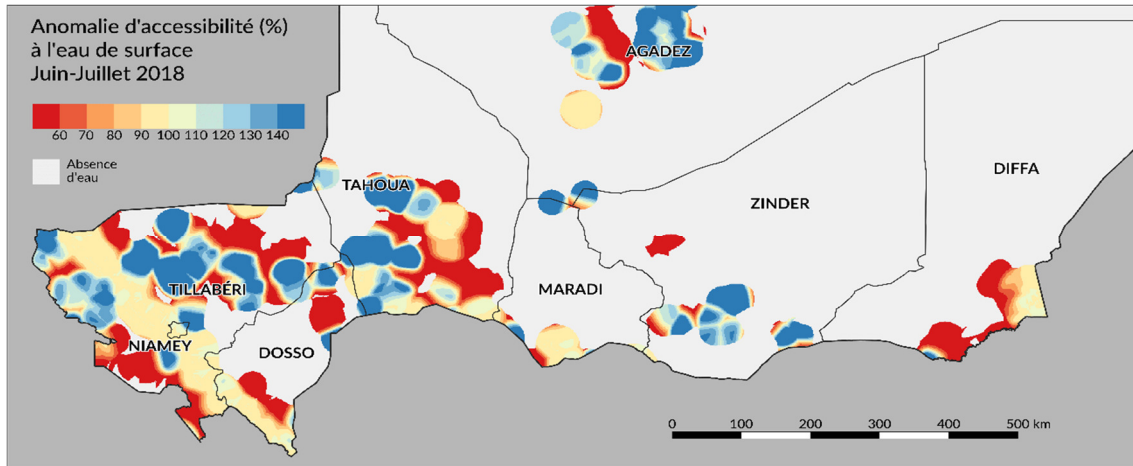 Anomalie d'accessibilité (%)
à l'eau de surface
Juin-Juillet 2018
60 70 80 90 100 110 120 130 140
Absence
d'eau
AGADEZ
TAHOUA
DIFFA
ZINDER
TILLABÉRI
MARADI
NIAMEY
DOSSO
0 100 200 300 400 500 km